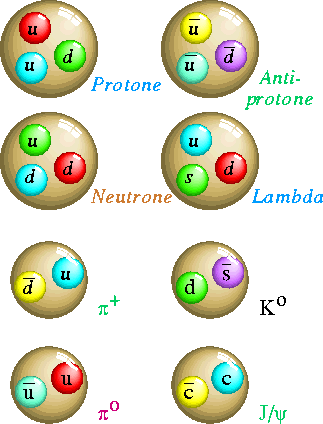 u
u d
Protone
u̅
u̅ d̅
Anti-
protone
u
d d
Neutrone
u
s d
Lambda
d̅ u
π⁺
d s̅
K⁰
u̅ u
π⁰
c̅ c
J/ψ